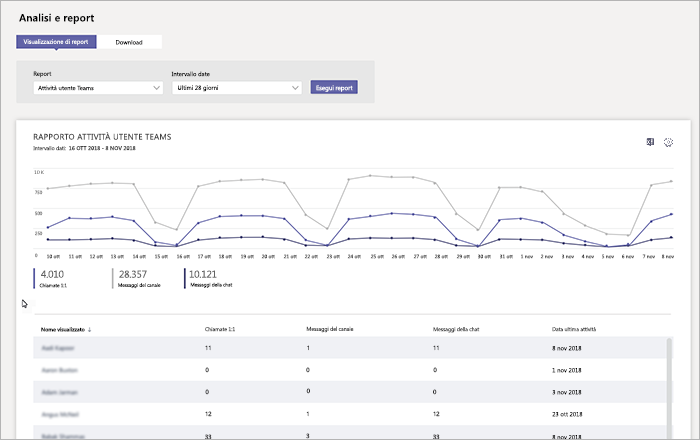 Analisi e report
Visualizzazione di report Download
Report Intervallo date
Attività utente Teams Ultimi 28 giorni Esegui report
RAPPORTO ATTIVITÀ UTENTE TEAMS
Intervallo dati: 16 OTT 2018 - 8 NOV 2018
10 K
750
500
250
0
10 ott 11 ott 12 ott 13 ott 14 ott 15 ott 16 ott 17 ott 18 ott 19 ott 20 ott 21 ott 22 ott 23 ott 24 ott 25 ott 26 ott 27 ott 28 ott 29 ott 30 ott 31 ott 1 nov 2 nov 3 nov 4 nov 5 nov 6 nov 7 nov 8 nov
4.010 28.357 10.121
Chiamate 1:1 Messaggi del canale Messaggi della chat
Nome visualizzato ↓ Chiamate 1:1 Messaggi del canale Messaggi della chat Data ultima attività
11 1 11 8 nov 2018
0 0 0 1 nov 2018
0 0 0 3 nov 2018
12 1 12 23 ott 2018
33 3 33 8 nov 2018